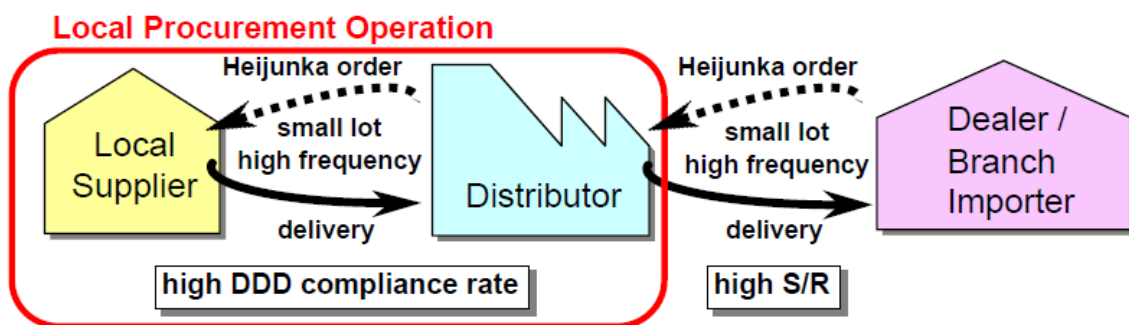 Local Procurement Operation
Heijunka order
Heijunka order
Local
Supplier
small lot
high frequency
Distributor
small lot
high frequency
Dealer /
Branch
Importer
delivery
delivery
high DDD compliance rate
high S/R